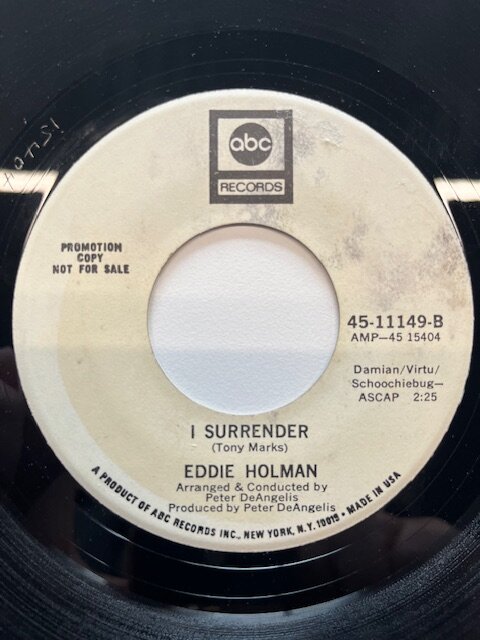 abc
RECORDS
PROMOTION
COPY
NOT FOR SALE
45-11149-B
AMP—45 15404
Damian/Virtu/
Schoochiebug—
ASCAP 2:25
I SURRENDER
(Tony Marks)
EDDIE HOLMAN
Arranged & Conducted by
Peter DeAngelis
Produced by Peter DeAngelis
A PRODUCT OF ABC RECORDS INC., NEW YORK, N.Y. 10019 • MADE IN USA